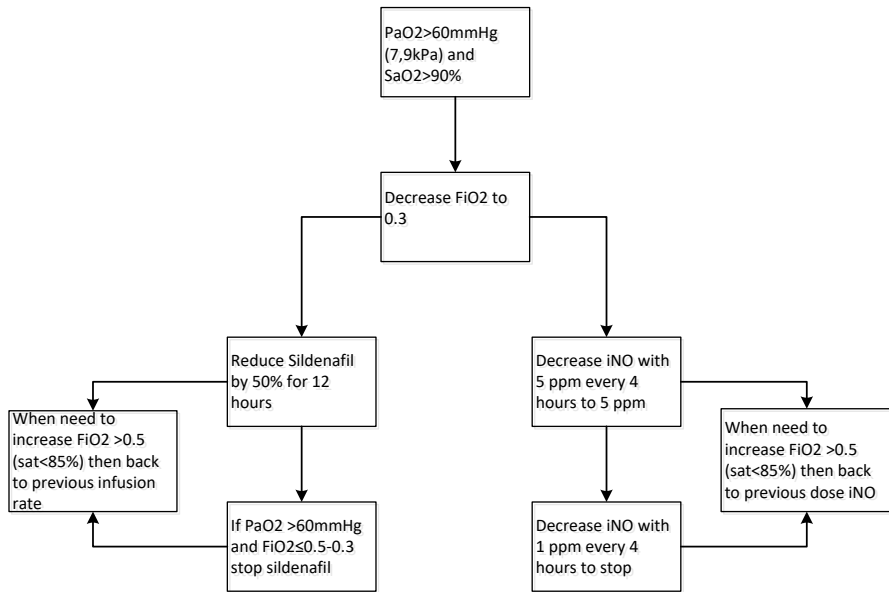 PaO2>60mmHg
(7,9kPa) and
SaO2>90%
Decrease FiO2 to
0.3
Reduce Sildenafil
by 50% for 12
hours
Decrease iNO with
5 ppm every 4
hours to 5 ppm
When need to
increase FiO2 >0.5
(sat<85%) then back
to previous infusion
rate
When need to
increase FiO2 >0.5
(sat<85%) then back
to previous dose iNO
If PaO2 >60mmHg
and FiO2≤0.5-0.3
stop sildenafil
Decrease iNO with
1 ppm every 4
hours to stop